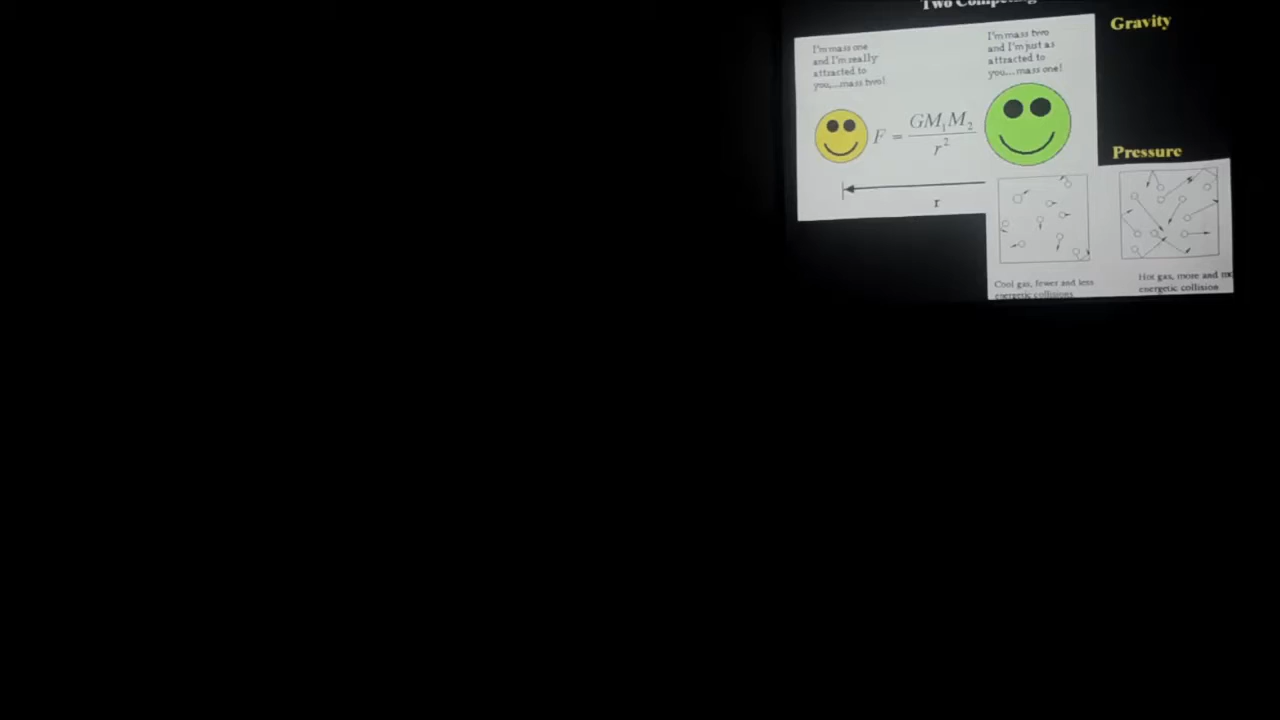 Two Competing
Gravity
I'm mass one
and I'm really
attracted to
you,...mass two!
I'm mass two
and I'm just as
attracted to
you...mass one!
F = GM₁M₂ / r²
r
Pressure
Cool gas, fewer and less
energetic collisions
Hot gas, more and
energetic collision